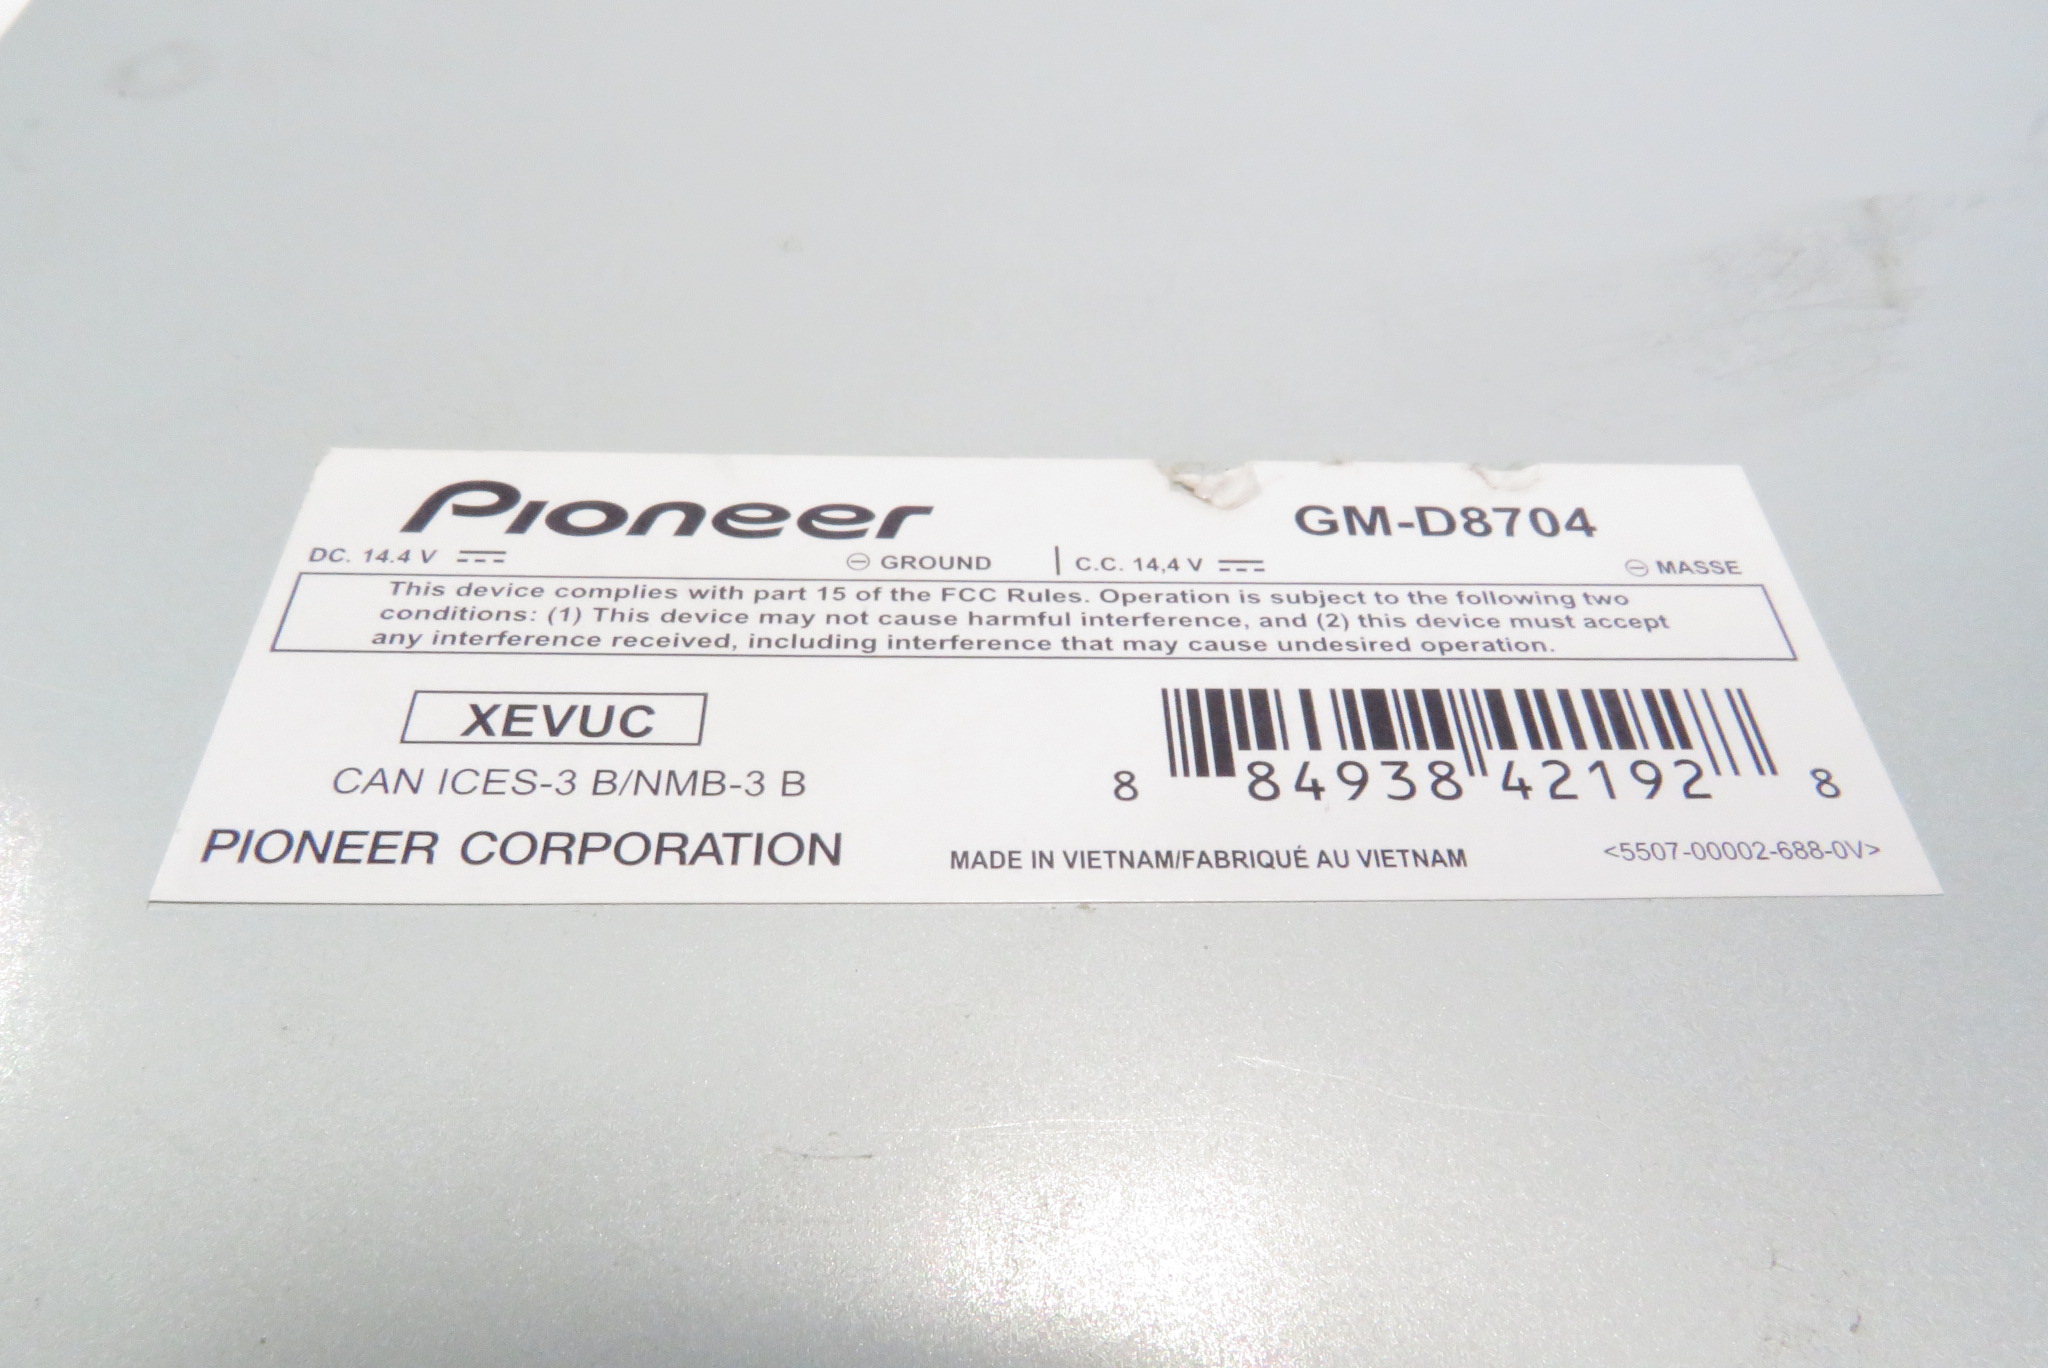 Pioneer GM-D8704
DC. 14.4 V ⊖ GROUND | C.C. 14,4 V ⊖ MASSE
This device complies with part 15 of the FCC Rules. Operation is subject to the following two
conditions: (1) This device may not cause harmful interference, and (2) this device must accept
any interference received, including interference that may cause undesired operation.
XEVUC
CAN ICES-3 B/NMB-3 B
8 84938 42192 8
PIONEER CORPORATION
MADE IN VIETNAM/FABRIQUÉ AU VIETNAM
<5507-00002-688-0V>